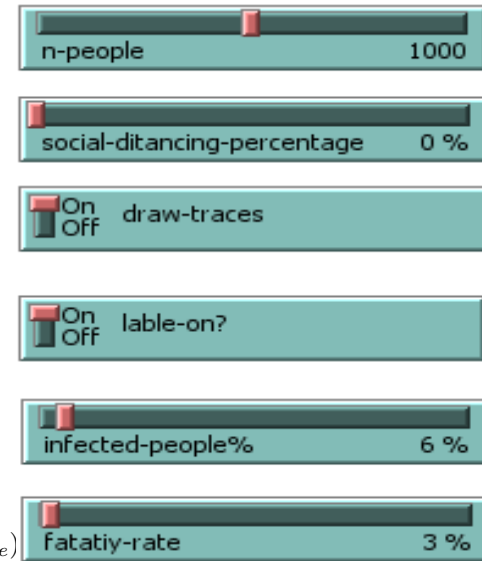 n-people 1000
social-ditancing-percentage 0 %
On
Off draw-traces
On
Off lable-on?
infected-people% 6 %
e)
fatatiy-rate 3 %